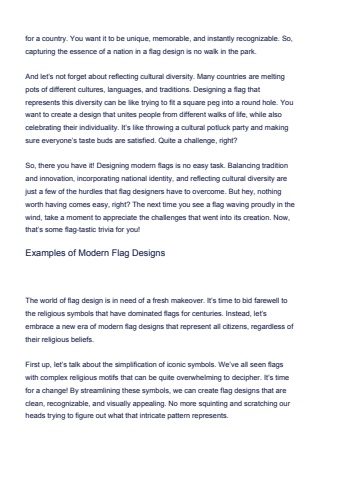 for a country. You want it to be unique, memorable, and instantly recognizable. So,
capturing the essence of a nation in a flag design is no walk in the park.
And let's not forget about reflecting cultural diversity. Many countries are melting
pots of different cultures, languages, and traditions. Designing a flag that
represents this diversity can be like trying to fit a square peg into a round hole. You
want to create a design that unites people from different walks of life, while also
celebrating their individuality. It's like throwing a cultural potluck party and making
sure everyone's taste buds are satisfied. Quite a challenge, right?
So, there you have it! Designing modern flags is no easy task. Balancing tradition
and innovation, incorporating national identity, and reflecting cultural diversity are
just a few of the hurdles that flag designers have to overcome. But hey, nothing
worth having comes easy, right? The next time you see a flag waving proudly in the
wind, take a moment to appreciate the challenges that went into its creation. Now,
that's some flag-tastic trivia for you!
Examples of Modern Flag Designs
The world of flag design is in need of a fresh makeover. It's time to bid farewell to
the religious symbols that have dominated flags for centuries. Instead, let's
embrace a new era of modern flag designs that represent all citizens, regardless of
their religious beliefs.
First up, let's talk about the simplification of iconic symbols. We've all seen flags
with complex religious motifs that can be quite overwhelming to decipher. It's time
for a change! By streamlining these symbols, we can create flag designs that are
clean, recognizable, and visually appealing. No more squinting and scratching our
heads trying to figure out what that intricate pattern represents.